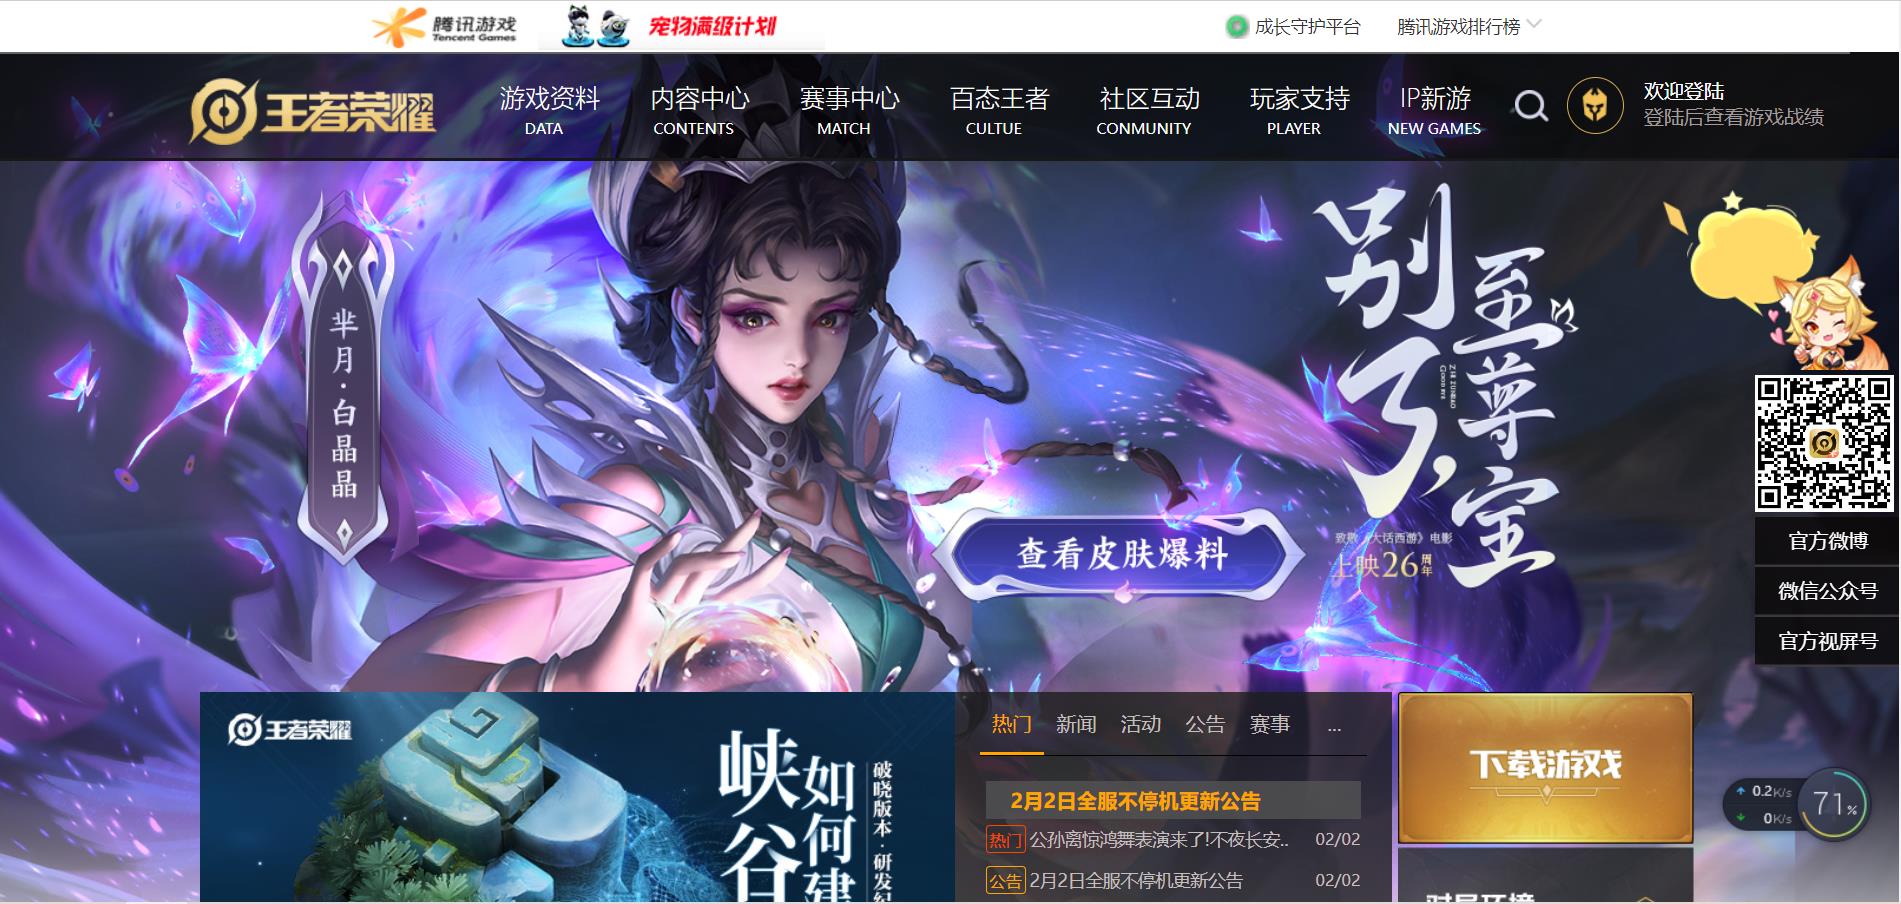 腾讯游戏
Tencent Games
宠物满级计划
成长守护平台
腾讯游戏排行榜
王者荣耀
游戏资料
DATA
内容中心
CONTENTS
赛事中心
MATCH
百态王者
CULTUE
社区互动
CONMUNITY
玩家支持
PLAYER
IP新游
NEW GAMES
欢迎登陆
登陆后查看游戏战绩
芈月·白晶晶
别了,
至尊宝
ZHI ZUNBAO
GOODBYE
致敬《大话西游》电影
上映26周年
查看皮肤爆料
官方微博
微信公众号
官方视屏号
王者荣耀
峡谷
如何建
破晓版本·研发纪
热门 新闻 活动 公告 赛事 ...
2月2日全服不停机更新公告
热门 公孙离惊鸿舞表演来了!不夜长安.. 02/02
公告 2月2日全服不停机更新公告 02/02
下载游戏
对局环境
0.2K/s
0K/s
71%